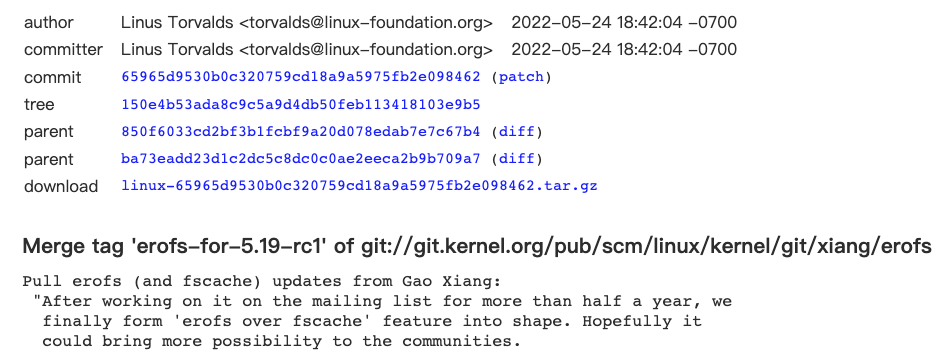 author Linus Torvalds <torvalds@linux-foundation.org> 2022-05-24 18:42:04 -0700
committer Linus Torvalds <torvalds@linux-foundation.org> 2022-05-24 18:42:04 -0700
commit 65965d9530b0c320759cd18a9a5975fb2e098462 (patch)
tree 150e4b53ada8c9c5a9d4db50feb113418103e9b5
parent 850f6033cd2bf3b1fcbf9a20d078edab7e7c67b4 (diff)
parent ba73eadd23d1c2dc5c8dc0c0ae2eeca2b9b709a7 (diff)
download linux-65965d9530b0c320759cd18a9a5975fb2e098462.tar.gz
Merge tag 'erofs-for-5.19-rc1' of git://git.kernel.org/pub/scm/linux/kernel/git/xiang/erofs
Pull erofs (and fscache) updates from Gao Xiang:
"After working on it on the mailing list for more than half a year, we
finally form 'erofs over fscache' feature into shape. Hopefully it
could bring more possibility to the communities.